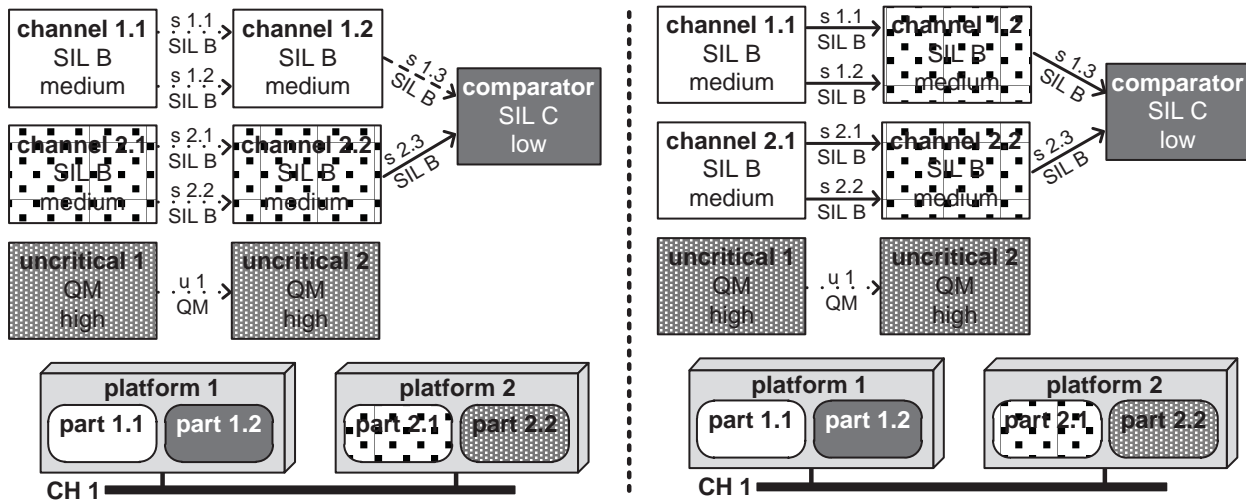 channel 1.1
SIL B
medium
s 1.1
SIL B
s 1.2
SIL B
channel 1.2
SIL B
medium
s 1.3
SIL B
comparator
SIL C
low
channel 2.1
SIL B
medium
s 2.1
SIL B
s 2.2
SIL B
channel 2.2
SIL B
medium
s 2.3
SIL B
uncritical 1
QM
high
u 1
QM
uncritical 2
QM
high
platform 1
part 1.1
part 1.2
platform 2
part 2.1
part 2.2
CH 1
channel 1.1
SIL B
medium
s 1.1
SIL B
s 1.2
SIL B
channel 1.2
SIL B
medium
s 1.3
SIL B
comparator
SIL C
low
channel 2.1
SIL B
medium
s 2.1
SIL B
s 2.2
SIL B
channel 2.2
SIL B
medium
s 2.3
SIL B
uncritical 1
QM
high
u 1
QM
uncritical 2
QM
high
platform 1
part 1.1
part 1.2
platform 2
part 2.1
part 2.2
CH 1